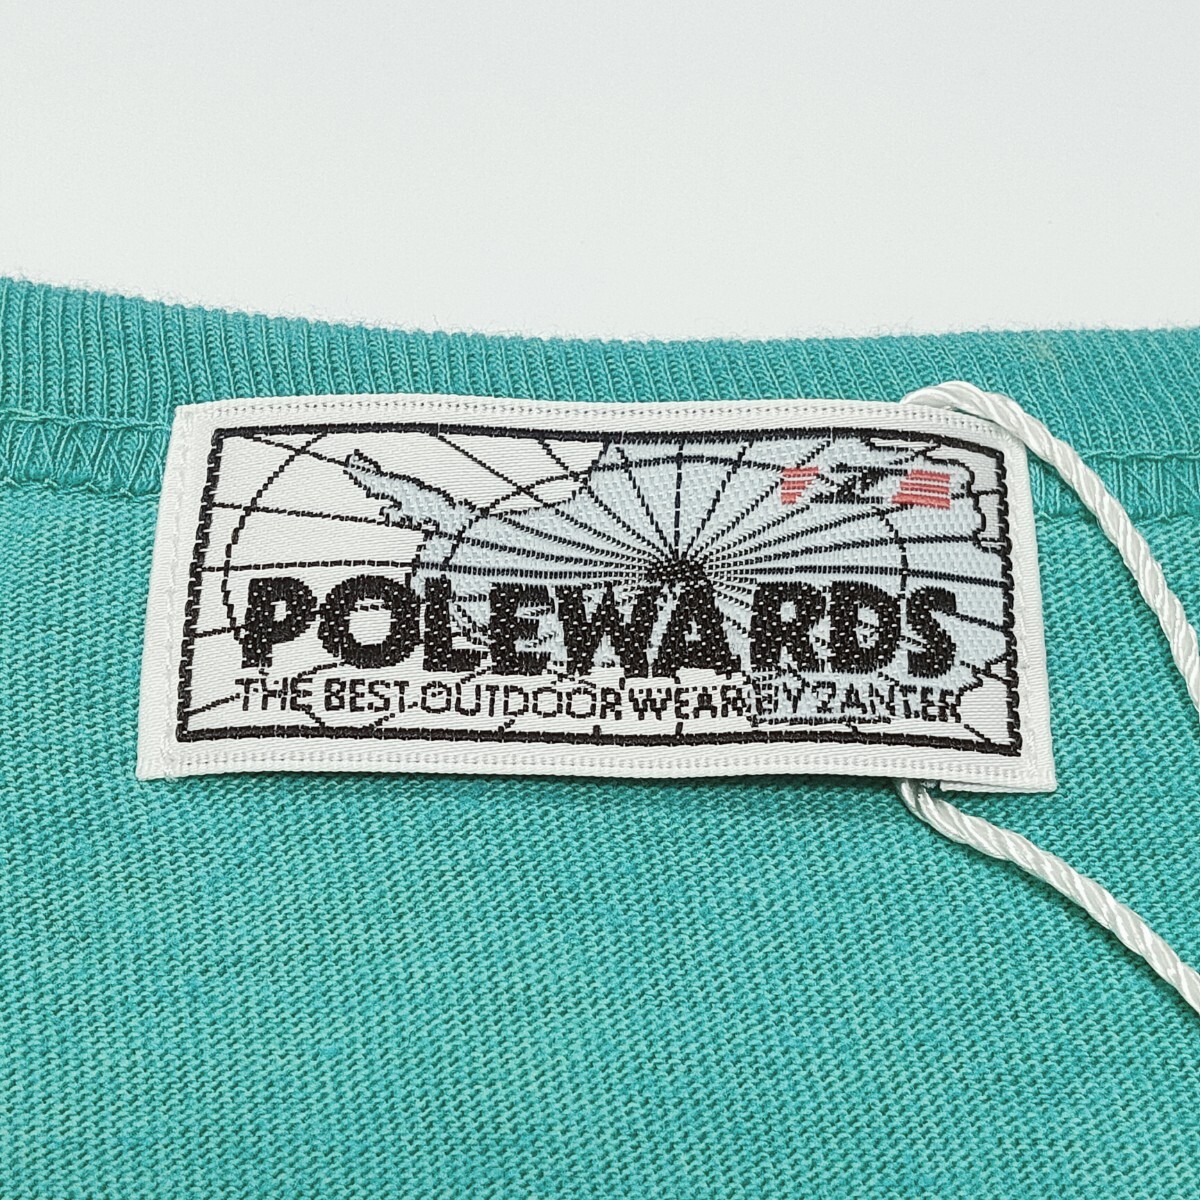 POLEWARDS
THE BEST OUTDOOR WEAR BY ZANTER